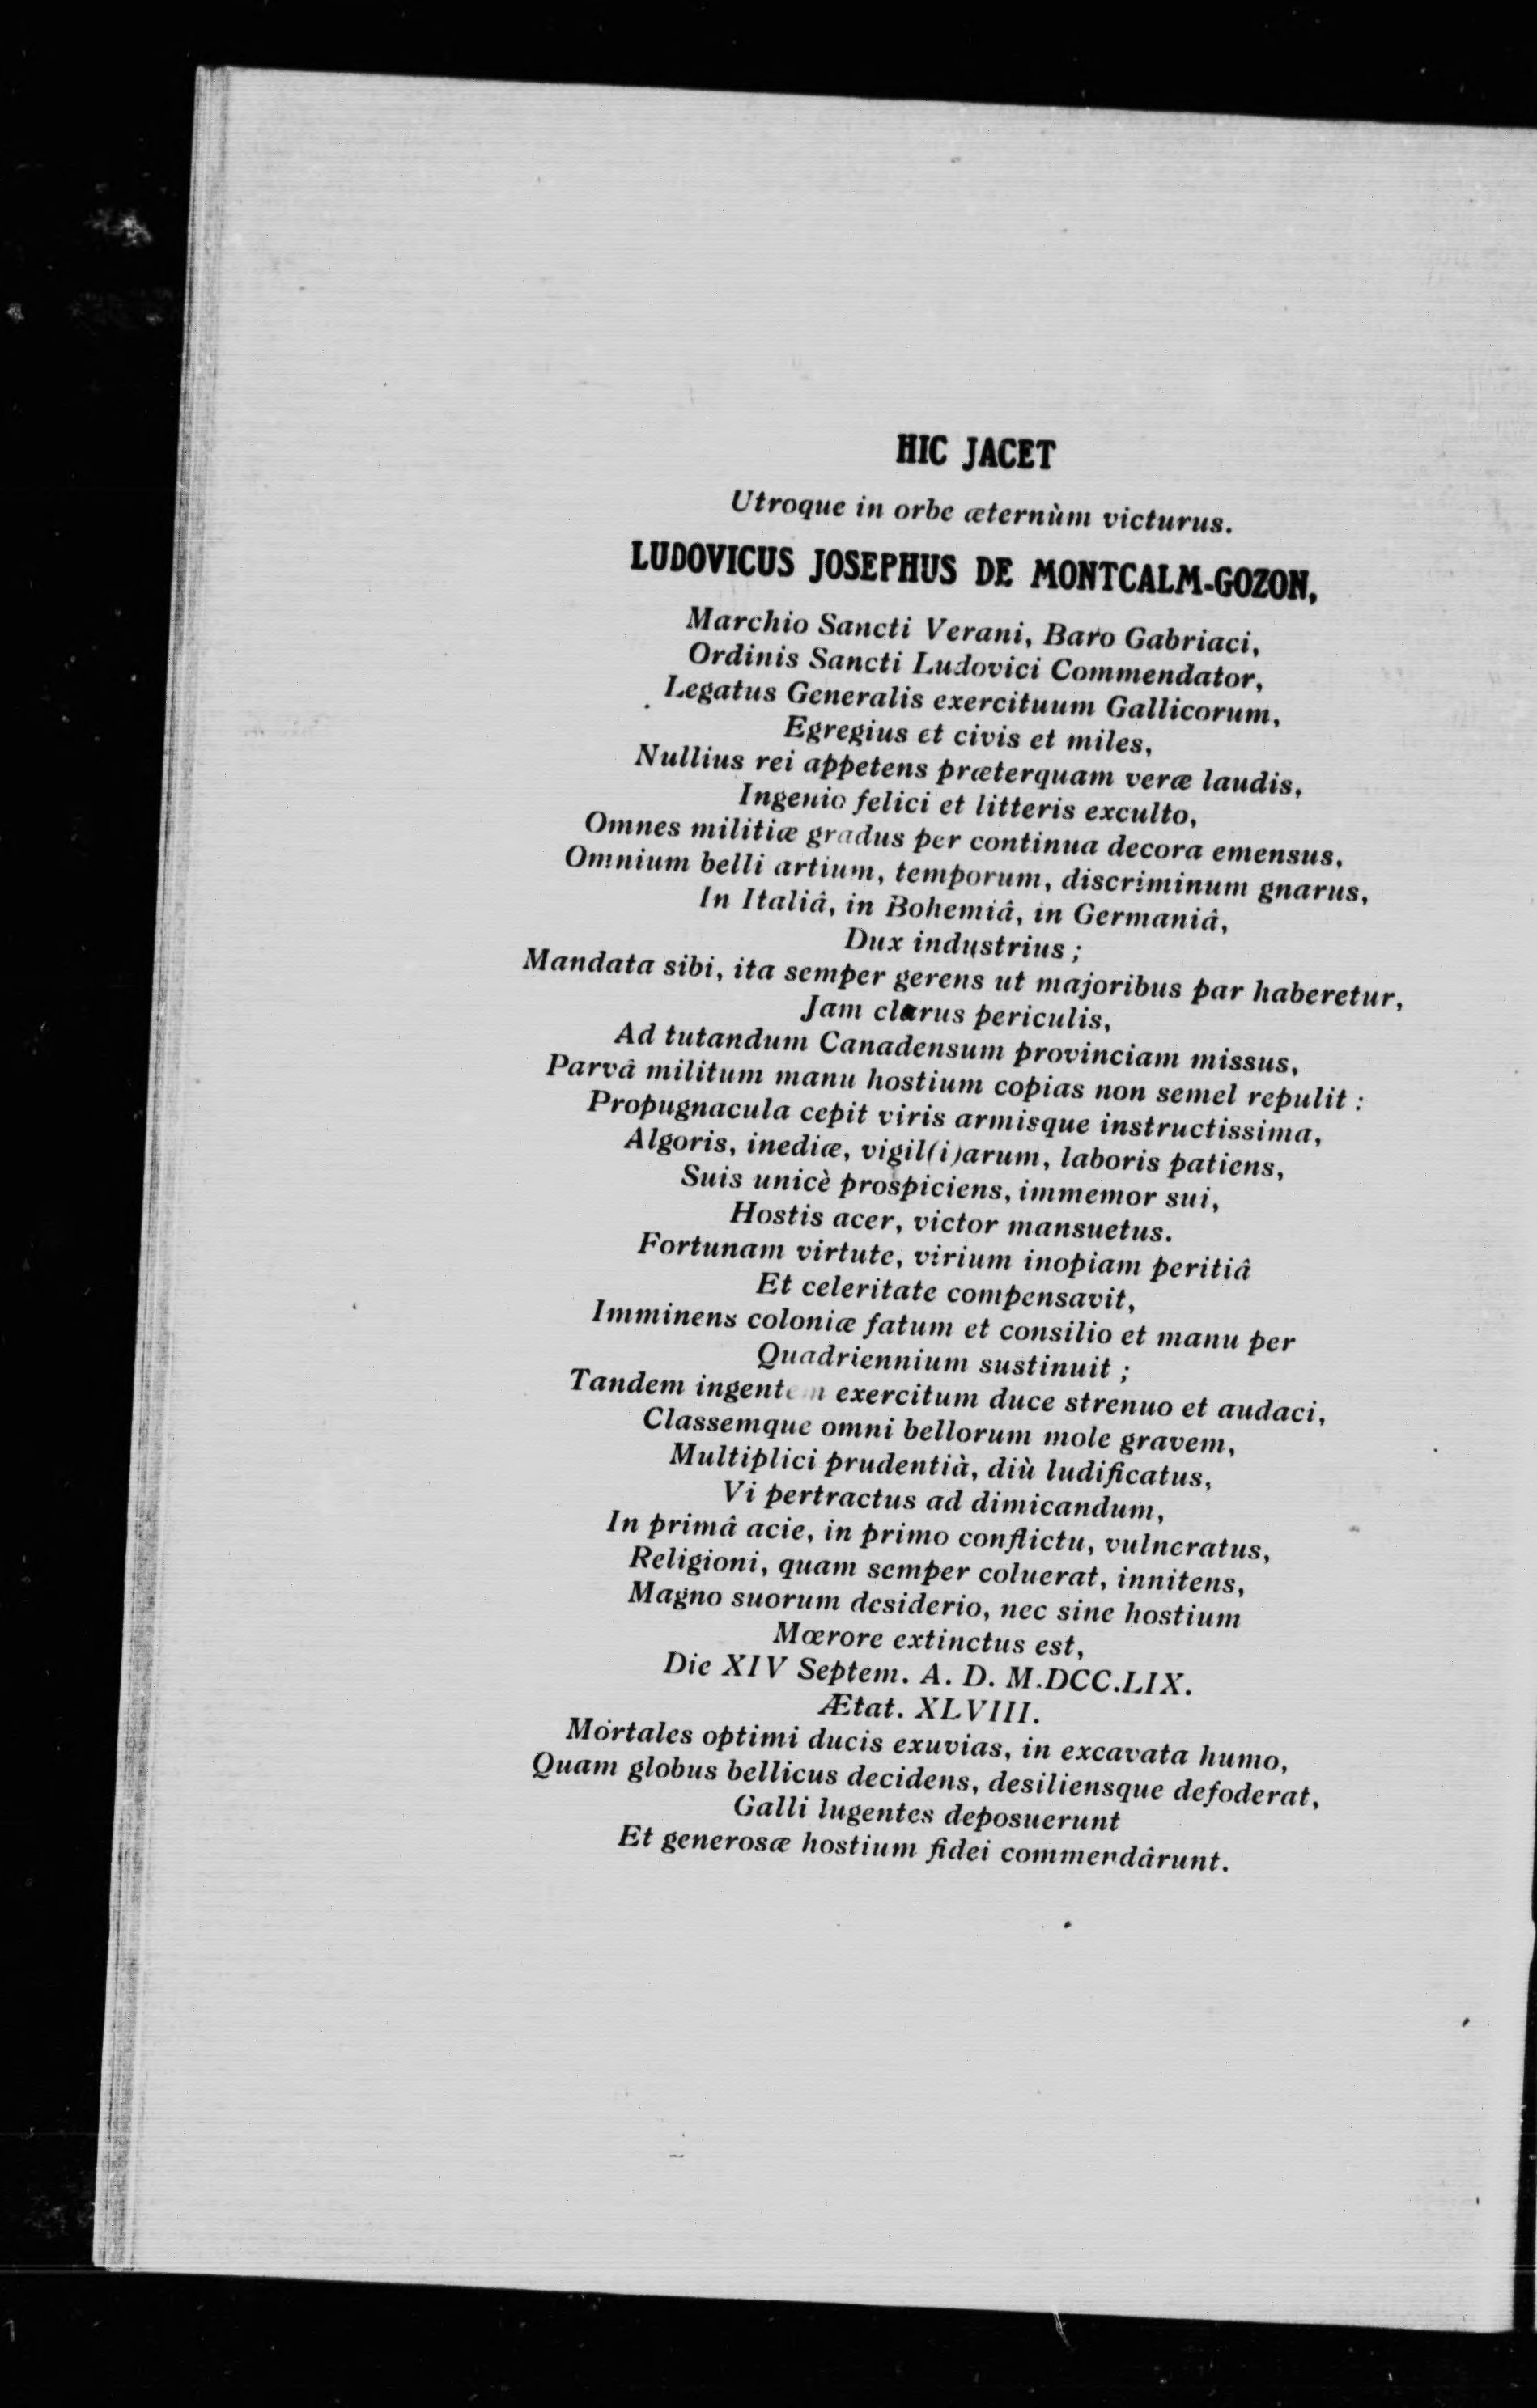 HIC JACET
Utroque in orbe æternùm victurus.
LUDOVICUS JOSEPHUS DE MONTCALM-GOZON,
Marchio Sancti Verani, Baro Gabriaci,
Ordinis Sancti Ludovici Commendator,
Legatus Generalis exercituum Gallicorum,
Egregius et civis et miles,
Nullius rei appetens præterquam veræ laudis,
Ingenio felici et litteris exculto,
Omnes militiæ gradus per continua decora emensus,
Omnium belli artium, temporum, discriminum gnarus,
In Italiâ, in Bohemiâ, in Germaniâ,
Dux industrius ;
Mandata sibi, ita semper gerens ut majoribus par haberetur,
Jam clarus periculis,
Ad tutandum Canadensum provinciam missus,
Parvâ militum manu hostium copias non semel repulit :
Propugnacula cepit viris armisque instructissima,
Algoris, inediæ, vigil(i)arum, laboris patiens,
Suis unicè prospiciens, immemor sui,
Hostis acer, victor mansuetus.
Fortunam virtute, virium inopiam peritiâ
Et celeritate compensavit,
Imminens coloniæ fatum et consilio et manu per
Quadriennium sustinuit ;
Tandem ingentem exercitum duce strenuo et audaci,
Classemque omni bellorum mole gravem,
Multiplici prudentià, diù ludificatus,
Vi pertractus ad dimicandum,
In primâ acie, in primo conflictu, vulneratus,
Religioni, quam semper coluerat, innitens,
Magno suorum desiderio, nec sine hostium
Mœrore extinctus est,
Die XIV Septem. A. D. M.DCC.LIX.
Ætat. XLVIII.
Mortales optimi ducis exuvias, in excavata humo,
Quam globus bellicus decidens, desiliensque defoderat,
Galli lugentes deposuerunt
Et generosæ hostium fidei commendârunt.